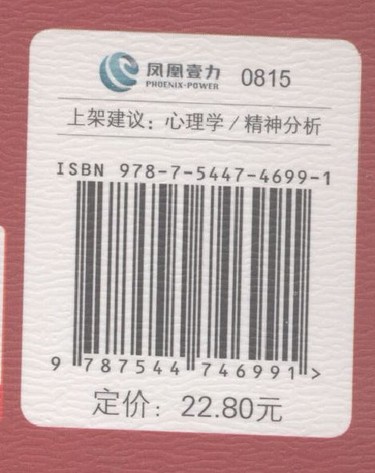 凤凰壹力 0815
PHOENIX-POWER
上架建议：心理学/精神分析
ISBN 978-7-5447-4699-1
9 787544 746991 >
定价：22.80元